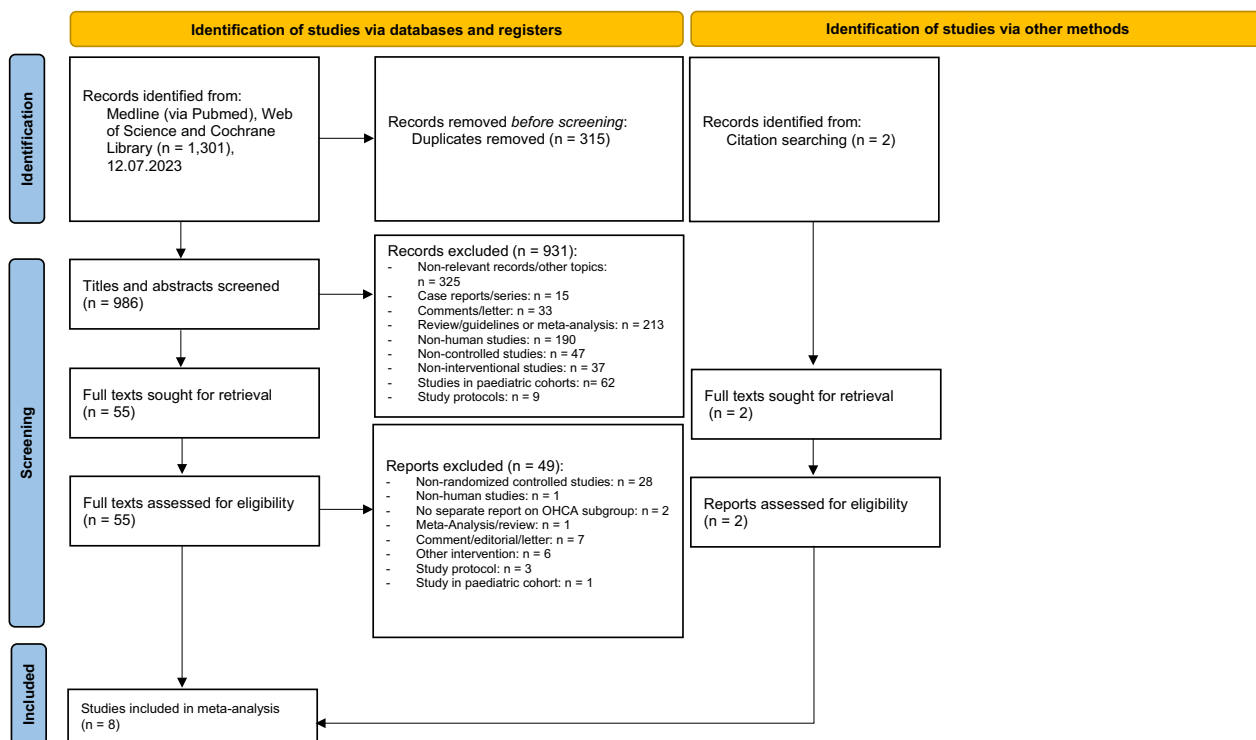 Identification of studies via databases and registers
Identification of studies via other methods
Identification
Records identified from:
Medline (via Pubmed), Web
of Science and Cochrane
Library (n = 1,301),
12.07.2023
Records removed before screening:
Duplicates removed (n = 315)
Records identified from:
Citation searching (n = 2)
Screening
Titles and abstracts screened
(n = 986)
Records excluded (n = 931):
- Non-relevant records/other topics:
n = 325
- Case reports/series: n = 15
- Comments/letter: n = 33
- Review/guidelines or meta-analysis: n = 213
- Non-human studies: n = 190
- Non-controlled studies: n = 47
- Non-interventional studies: n = 37
- Studies in paediatric cohorts: n= 62
- Study protocols: n = 9
Full texts sought for retrieval
(n = 55)
Full texts sought for retrieval
(n = 2)
Full texts assessed for eligibility
(n = 55)
Reports excluded (n = 49):
- Non-randomized controlled studies: n = 28
- Non-human studies: n = 1
- No separate report on OHCA subgroup: n = 2
- Meta-Analysis/review: n = 1
- Comment/editorial/letter: n = 7
- Other intervention: n = 6
- Study protocol: n = 3
- Study in paediatric cohort: n = 1
Reports assessed for eligibility
(n = 2)
Included
Studies included in meta-analysis
(n = 8)